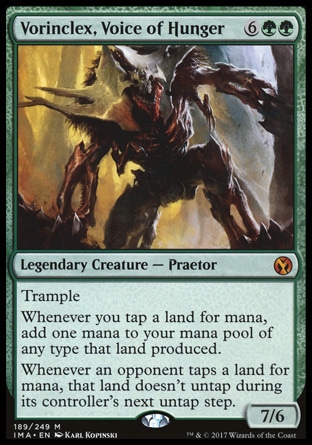 Vorinclex, Voice of Hunger 6
Legendary Creature — Praetor
Trample
Whenever you tap a land for mana,
add one mana to your mana pool of
any type that land produced.
Whenever an opponent taps a land for
mana, that land doesn't untap during
its controller's next untap step.
189/249 M
IMA • EN Karl Kopinski
™ & © 2017 Wizards of the Coast
7/6